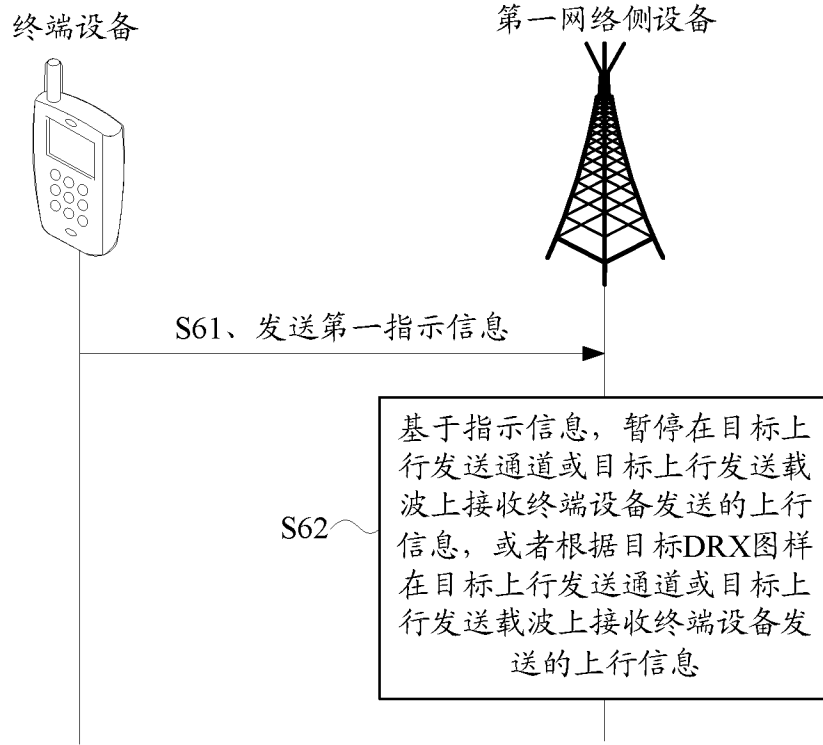 终端设备
第一网络侧设备
S61、发送第一指示信息
基于指示信息，暂停在目标上
行发送通道或目标上行发送载
波上接收终端设备发送的上行
信息，或者根据目标DRX图样
在目标上行发送通道或目标上
行发送载波上接收终端设备发
送的上行信息
S62